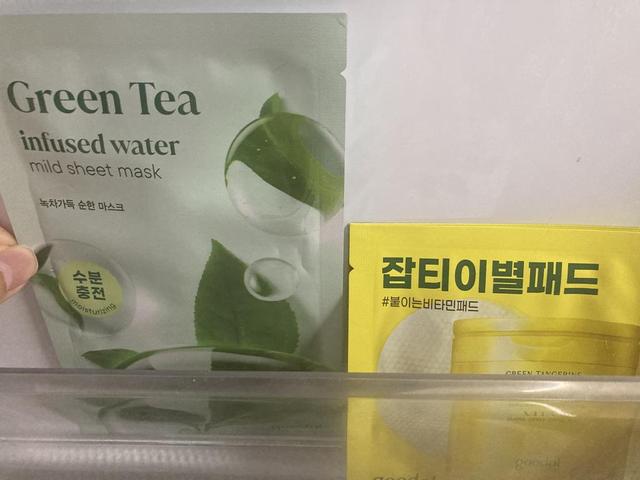 Green Tea
infused water
mild sheet mask
녹차가득 순한 마스크
수분
충전
moisturizing
잡티이별패드
#붙이는비타민패드
GREEN TANGERINE